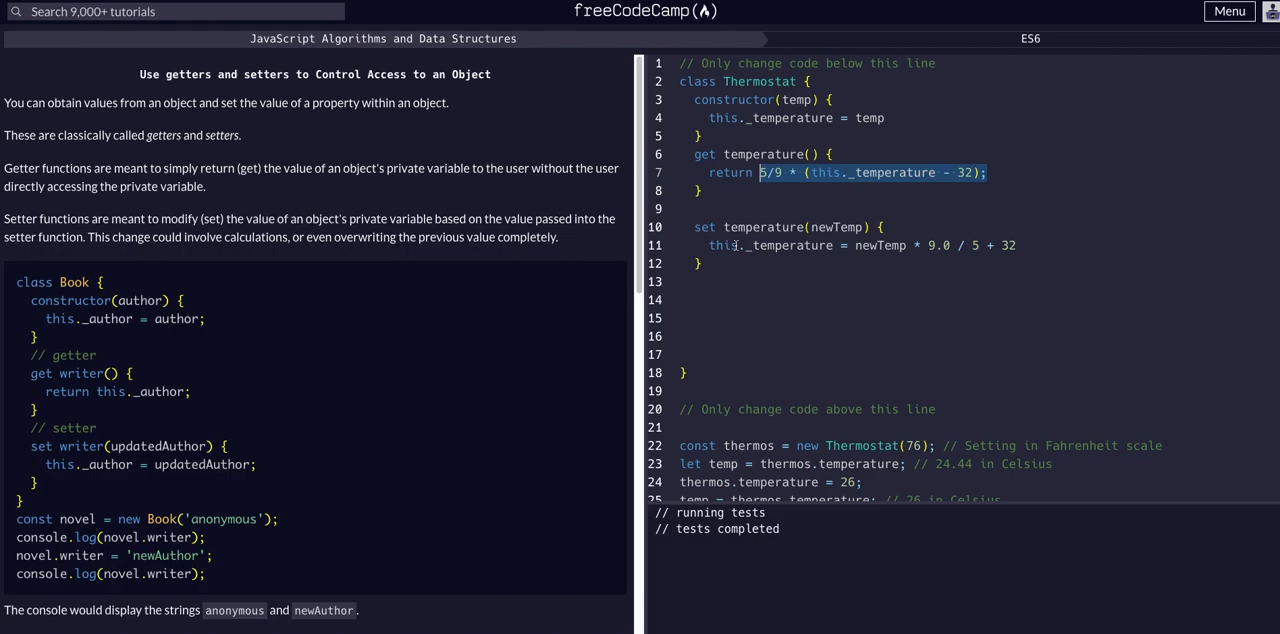 Search 9,000+ tutorials
freeCodeCamp(🔥)
Menu
JavaScript Algorithms and Data Structures
ES6
Use getters and setters to Control Access to an Object
You can obtain values from an object and set the value of a property within an object.
These are classically called getters and setters.
Getter functions are meant to simply return (get) the value of an object's private variable to the user without the user
directly accessing the private variable.
Setter functions are meant to modify (set) the value of an object's private variable based on the value passed into the
setter function. This change could involve calculations, or even overwriting the previous value completely.
class Book {
constructor(author) {
this._author = author;
}
// getter
get writer() {
return this._author;
}
// setter
set writer(updatedAuthor) {
this._author = updatedAuthor;
}
}
const novel = new Book('anonymous');
console.log(novel.writer);
novel.writer = 'newAuthor';
console.log(novel.writer);
The console would display the strings anonymous and newAuthor.
1 // Only change code below this line
2 class Thermostat {
3 constructor(temp) {
4 this._temperature = temp
5 }
6 get temperature() {
7 return 5/9 * (this._temperature - 32);
8 }
9
10 set temperature(newTemp) {
11 this._temperature = newTemp * 9.0 / 5 + 32
12 }
13
14
15
16
17
18 }
19
20 // Only change code above this line
21
22 const thermos = new Thermostat(76); // Setting in Fahrenheit scale
23 let temp = thermos.temperature; // 24.44 in Celsius
24 thermos.temperature = 26;
25 temp = thermos.temperature; // 26 in Celsius
// running tests
// tests completed